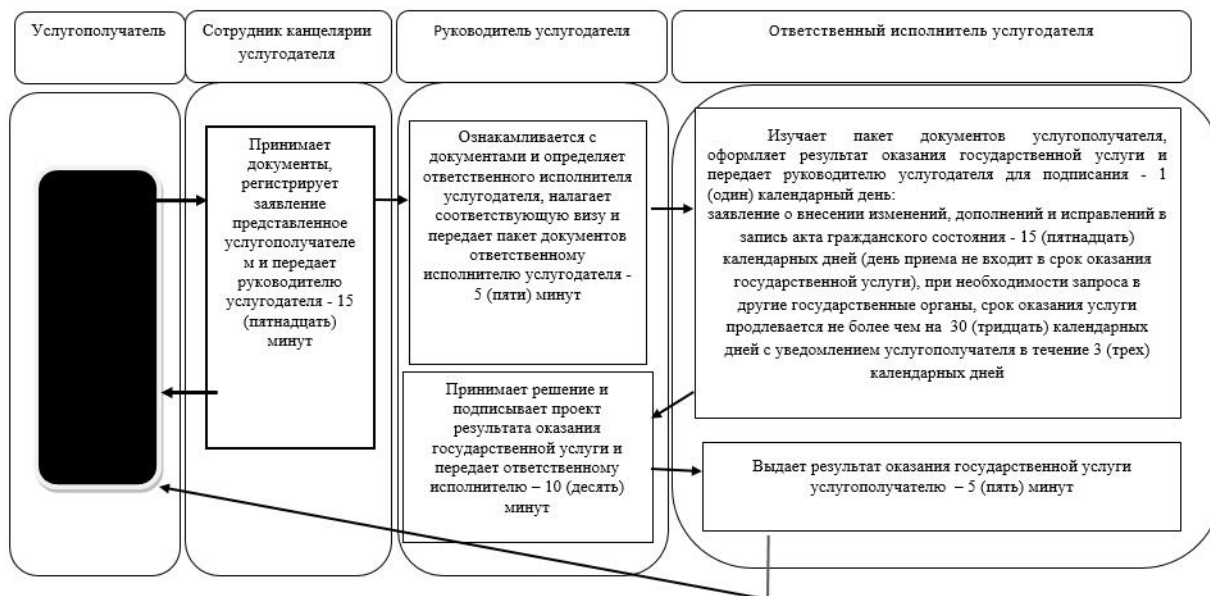 Услугополучатель
Сотрудник канцелярии
услугодателя
Руководитель услугодателя
Ответственный исполнитель услугодателя
Принимает
документы,
регистрирует
заявление
представленное
услугополучателе
м и передает
руководителю
услугодателя - 15
(пятнадцать)
минут
Ознакамливается с
документами и определяет
ответственного исполнителя
услугодателя, налагает
соответствующую визу и
передает пакет документов
ответственному
исполнителю услугодателя -
5 (пяти) минут
Изучает пакет документов услугополучателя,
оформляет результат оказания государственной услуги и
передает руководителю услугодателя для подписания - 1
(один) календарный день:
заявление о внесении изменений, дополнений и исправлений в
запись акта гражданского состояния - 15 (пятнадцать)
календарных дней (день приема не входит в срок оказания
государственной услуги), при необходимости запроса в
другие государственные органы, срок оказания услуги
продлевается не более чем на 30 (тридцать) календарных
дней с уведомлением услугополучателя в течение 3 (трех)
календарных дней
Принимает решение и
подписывает проект
результата оказания
государственной услуги и
передает ответственному
исполнителю – 10 (десять)
минут
Выдает результат оказания государственной услуги
услугополучателю – 5 (пять) минут